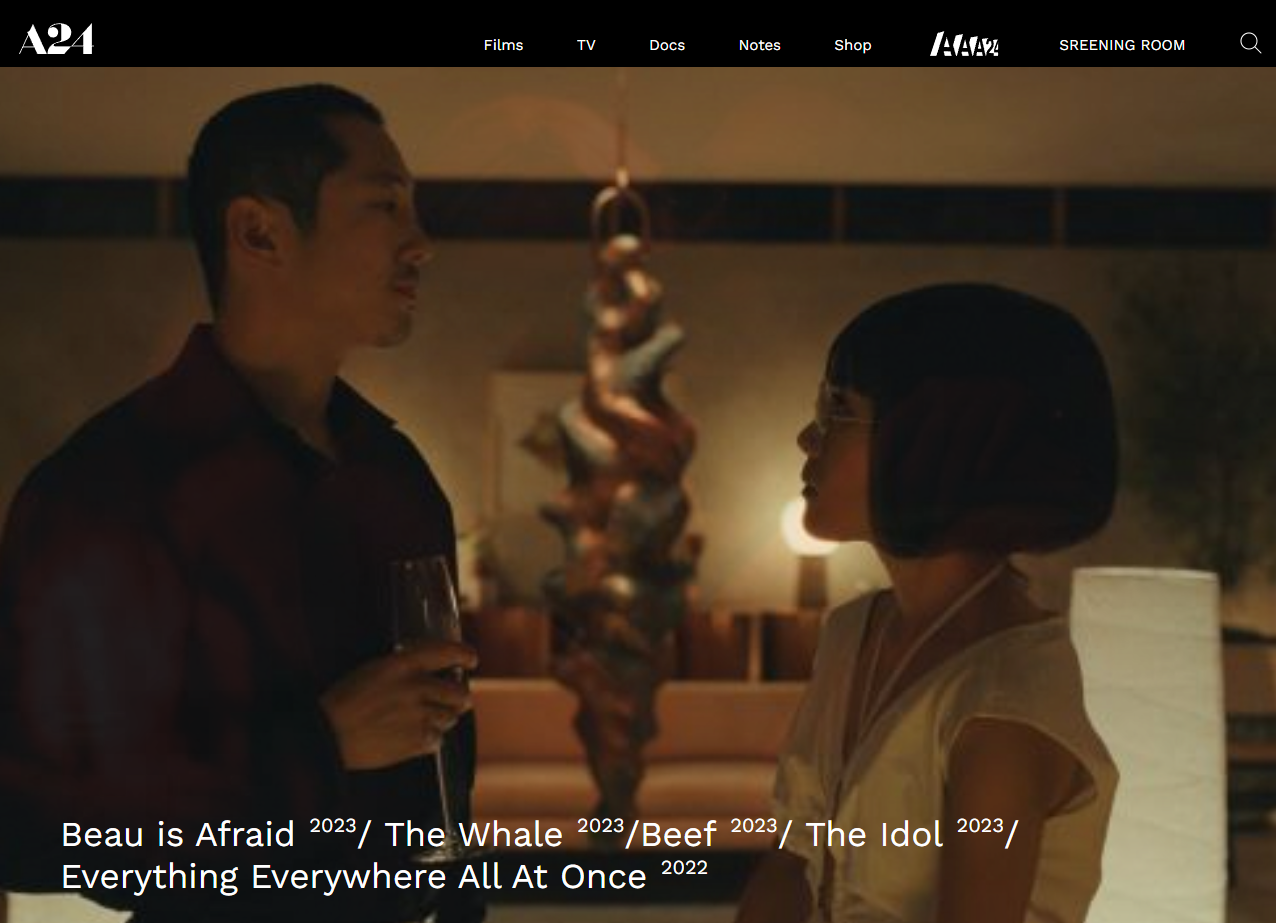 A24 Films TV Docs Notes Shop AAA24 SREENING ROOM
Beau is Afraid 2023/ The Whale 2023/Beef 2023/ The Idol 2023/
Everything Everywhere All At Once 2022